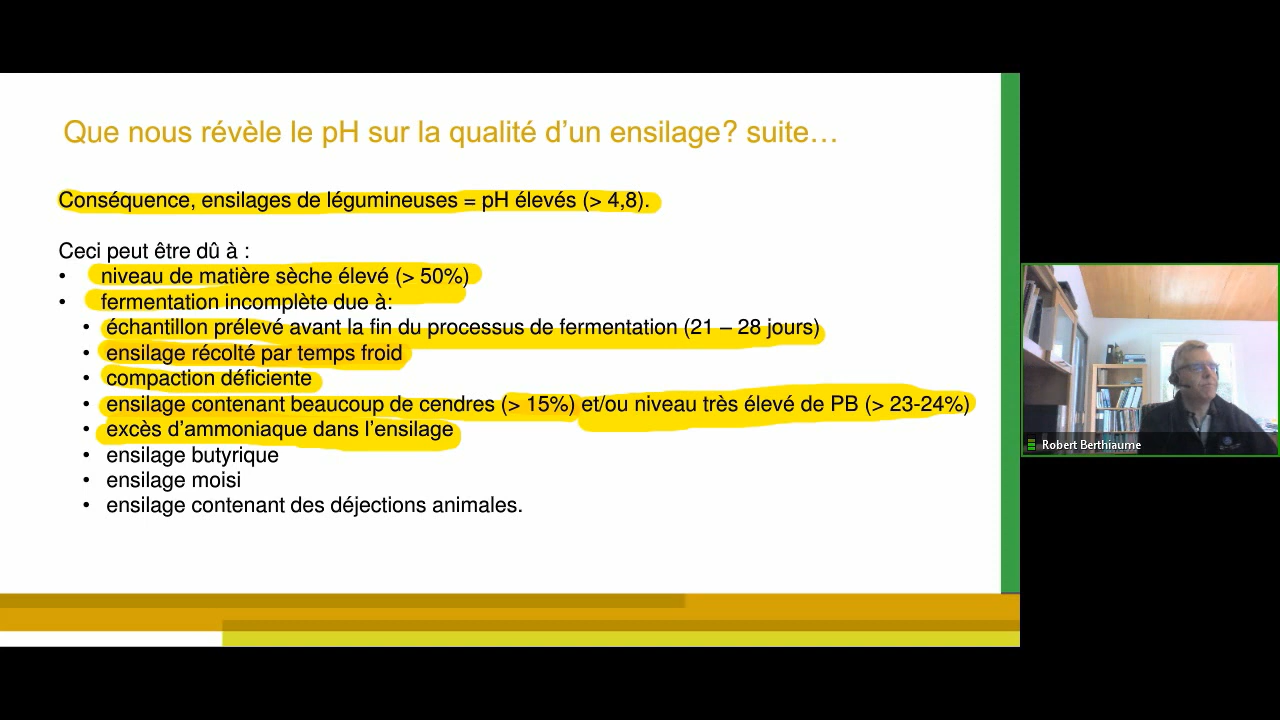 Que nous révèle le pH sur la qualité d’un ensilage? suite…
Conséquence, ensilages de légumineuses = pH élevés (> 4,8).
Ceci peut être dû à :
• niveau de matière sèche élevé (> 50%)
• fermentation incomplète due à:
• échantillon prélevé avant la fin du processus de fermentation (21 – 28 jours)
• ensilage récolté par temps froid
• compaction déficiente
• ensilage contenant beaucoup de cendres (> 15%) et/ou niveau très élevé de PB (> 23-24%)
• excès d’ammoniaque dans l’ensilage
• ensilage butyrique
• ensilage moisi
• ensilage contenant des déjections animales.
Robert Berthiaume